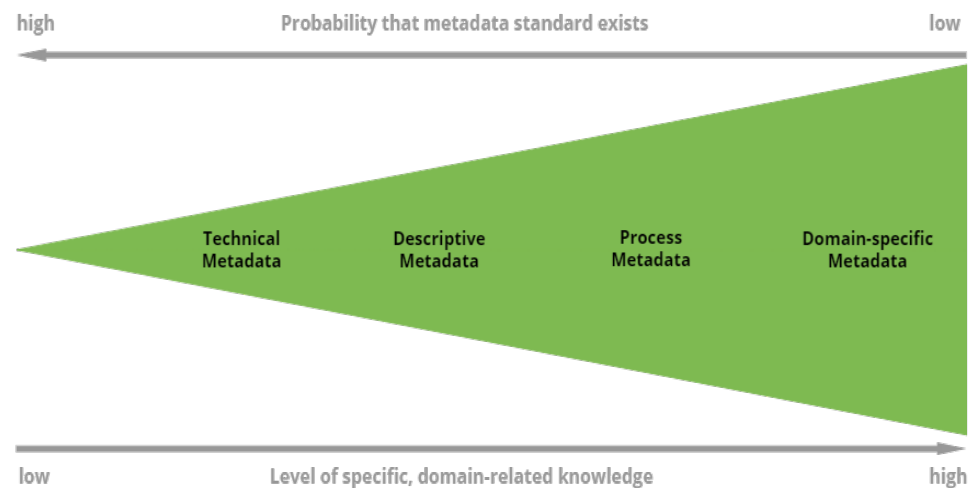 high Probability that metadata standard exists low
Technical Descriptive Process Domain-specific
Metadata Metadata Metadata Metadata
low Level of specific, domain-related knowledge high